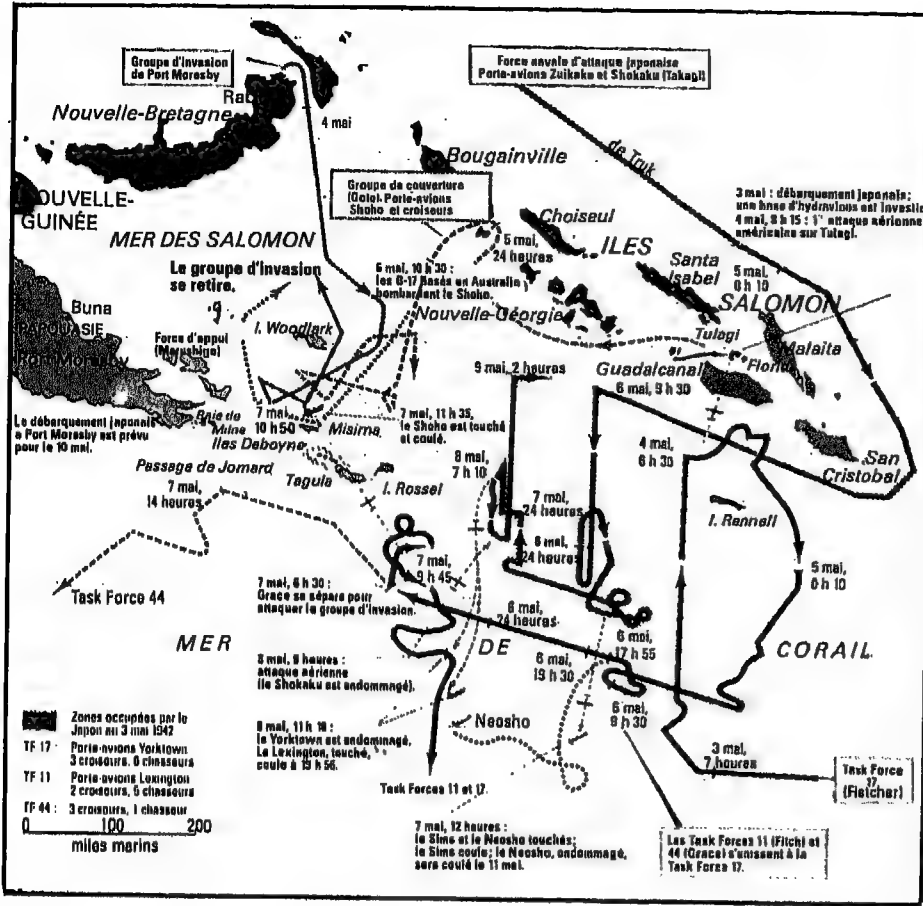 Groupe d'invasion
de Port Moresby
Force navale d'attaque japonaise
Porte-avions Zuikaku et Shokaku (Takagi)
Rab
Nouvelle-Bretagne
4 mai
de Truk
Bougainville
NOUVELLE-
GUINÉE
Groupe de couverture
(Goto). Porte-avions
Shoho et croiseurs
3 mai : débarquement japonais;
une base d'hydravions est investie
4 mai, 8 h 15 : 1re attaque aérienne
américaine sur Tulagi.
Choiseul
MER DES SALOMON
5 mai,
24 heures
ILES
Santa
Isabel
5 mai,
0 h 10
Le groupe d'invasion
se retire.
6 mai, 10 h 30 :
les B-17 basés en Australie
bombardent le Shoho.
SALOMON
Buna
Nouvelle-Géorgie
Tulagi
PAPOUASIE
I. Woodlark
Malaita
Port Moresby
Force d'appui
(Marushige)
Florida
Guadalcanal
9 mai, 2 heures
6 mai, 9 h 30
Le débarquement japonais
à Port Moresby est prévu
pour le 10 mai.
Baie de
Milne
7 mai,
10 h 50
Misima
7 mai, 11 h 35,
le Shoho est touché
et coulé.
Iles Deboyne
4 mai,
6 h 30
San
Cristobal
Passage de Jomard
Tagula
I. Rossel
8 mai,
7 h 10
7 mai,
14 heures
7 mai,
24 heures
I. Rennell
6 mai,
24 heures
7 mai,
9 h 45
5 mai,
0 h 10
Task Force 44
7 mai, 6 h 30 :
Grace se sépare pour
attaquer le groupe d'invasion.
6 mai,
24 heures
6 mai,
17 h 55
MER
DE
CORAIL
6 mai,
19 h 30
8 mai, 9 heures :
attaque aérienne
(le Shokaku est endommagé).
6 mai,
8 h 30
Zones occupées par le
Japon au 3 mai 1942
8 mai, 11 h 18 :
le Yorktown est endommagé.
Le Lexington, touché,
coule à 19 h 56.
Neosho
TF 17 : Porte-avions Yorktown
3 croiseurs, 6 chasseurs
3 mai,
7 heures
TF 11 Porte-avions Lexington
2 croiseurs, 5 chasseurs
Task Forces 11 et 17
Task Force
17
(Fletcher)
TF 44 : 3 croiseurs, 1 chasseur
0 100 200
miles marins
7 mai, 12 heures :
le Sims et le Neosho touchés;
le Sims coule; le Neosho, endommagé,
sera coulé le 11 mai.
Les Task Forces 11 (Fitch) et
44 (Grace) s'unissent à la
Task Force 17.